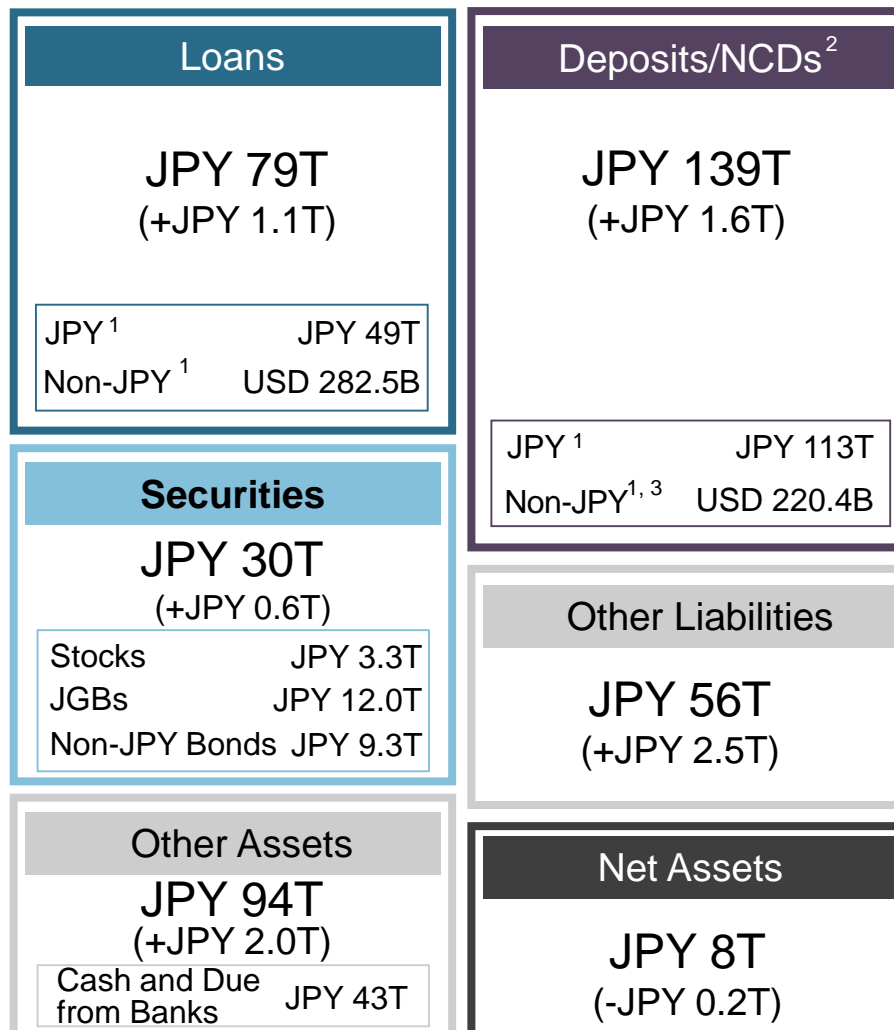 Loans
JPY 79T
(+JPY 1.1T)
JPY 1 JPY 49T
Non-JPY 1 USD 282.5B
Securities
JPY 30T
(+JPY 0.6T)
Stocks JPY 3.3T
JGBs JPY 12.0T
Non-JPY Bonds JPY 9.3T
Other Assets
JPY 94T
(+JPY 2.0T)
Cash and Due
from Banks JPY 43T
Deposits/NCDs 2
JPY 139T
(+JPY 1.6T)
JPY 1 JPY 113T
Non-JPY 1, 3 USD 220.4B
Other Liabilities
JPY 56T
(+JPY 2.5T)
Net Assets
JPY 8T
(-JPY 0.2T)